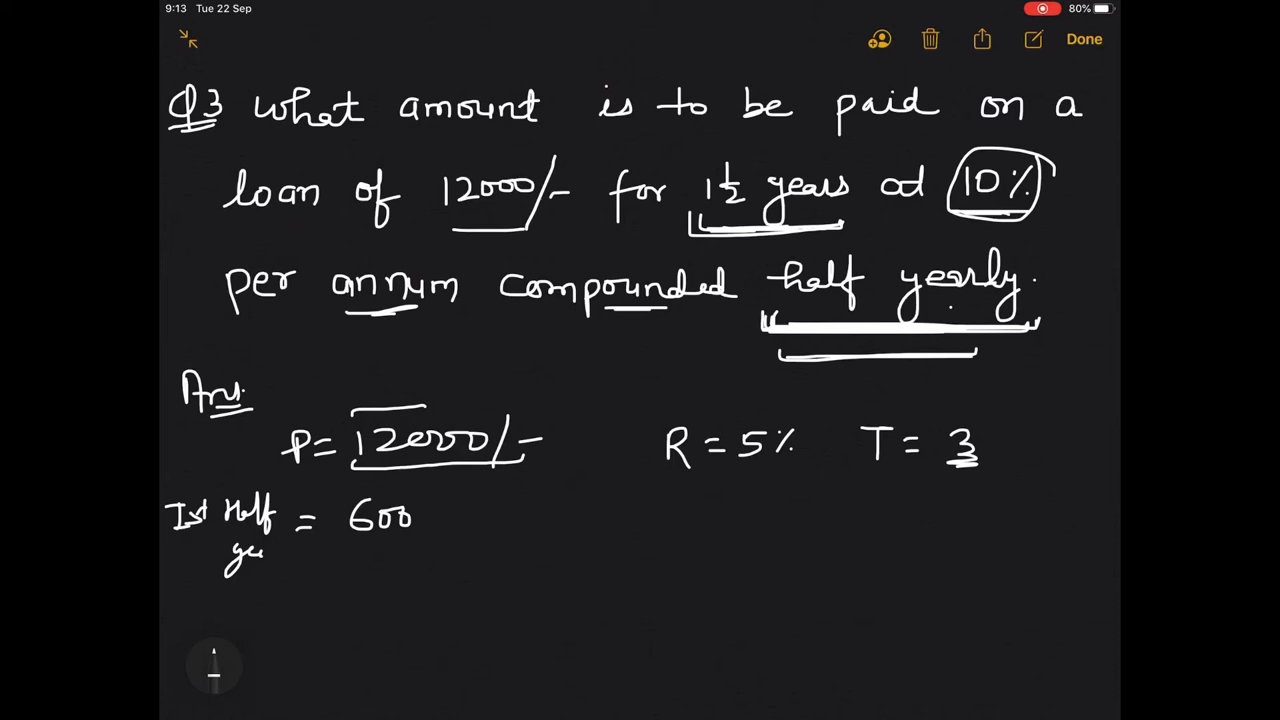 9:13 Tue 22 Sep
80%
Done
Q3 What amount is to be paid on a
loan of 12000/- for 1½ years at 10%
per annum compounded half yearly.
Ans.
P= 12000/- R = 5% T = 3
Ist Half = 600